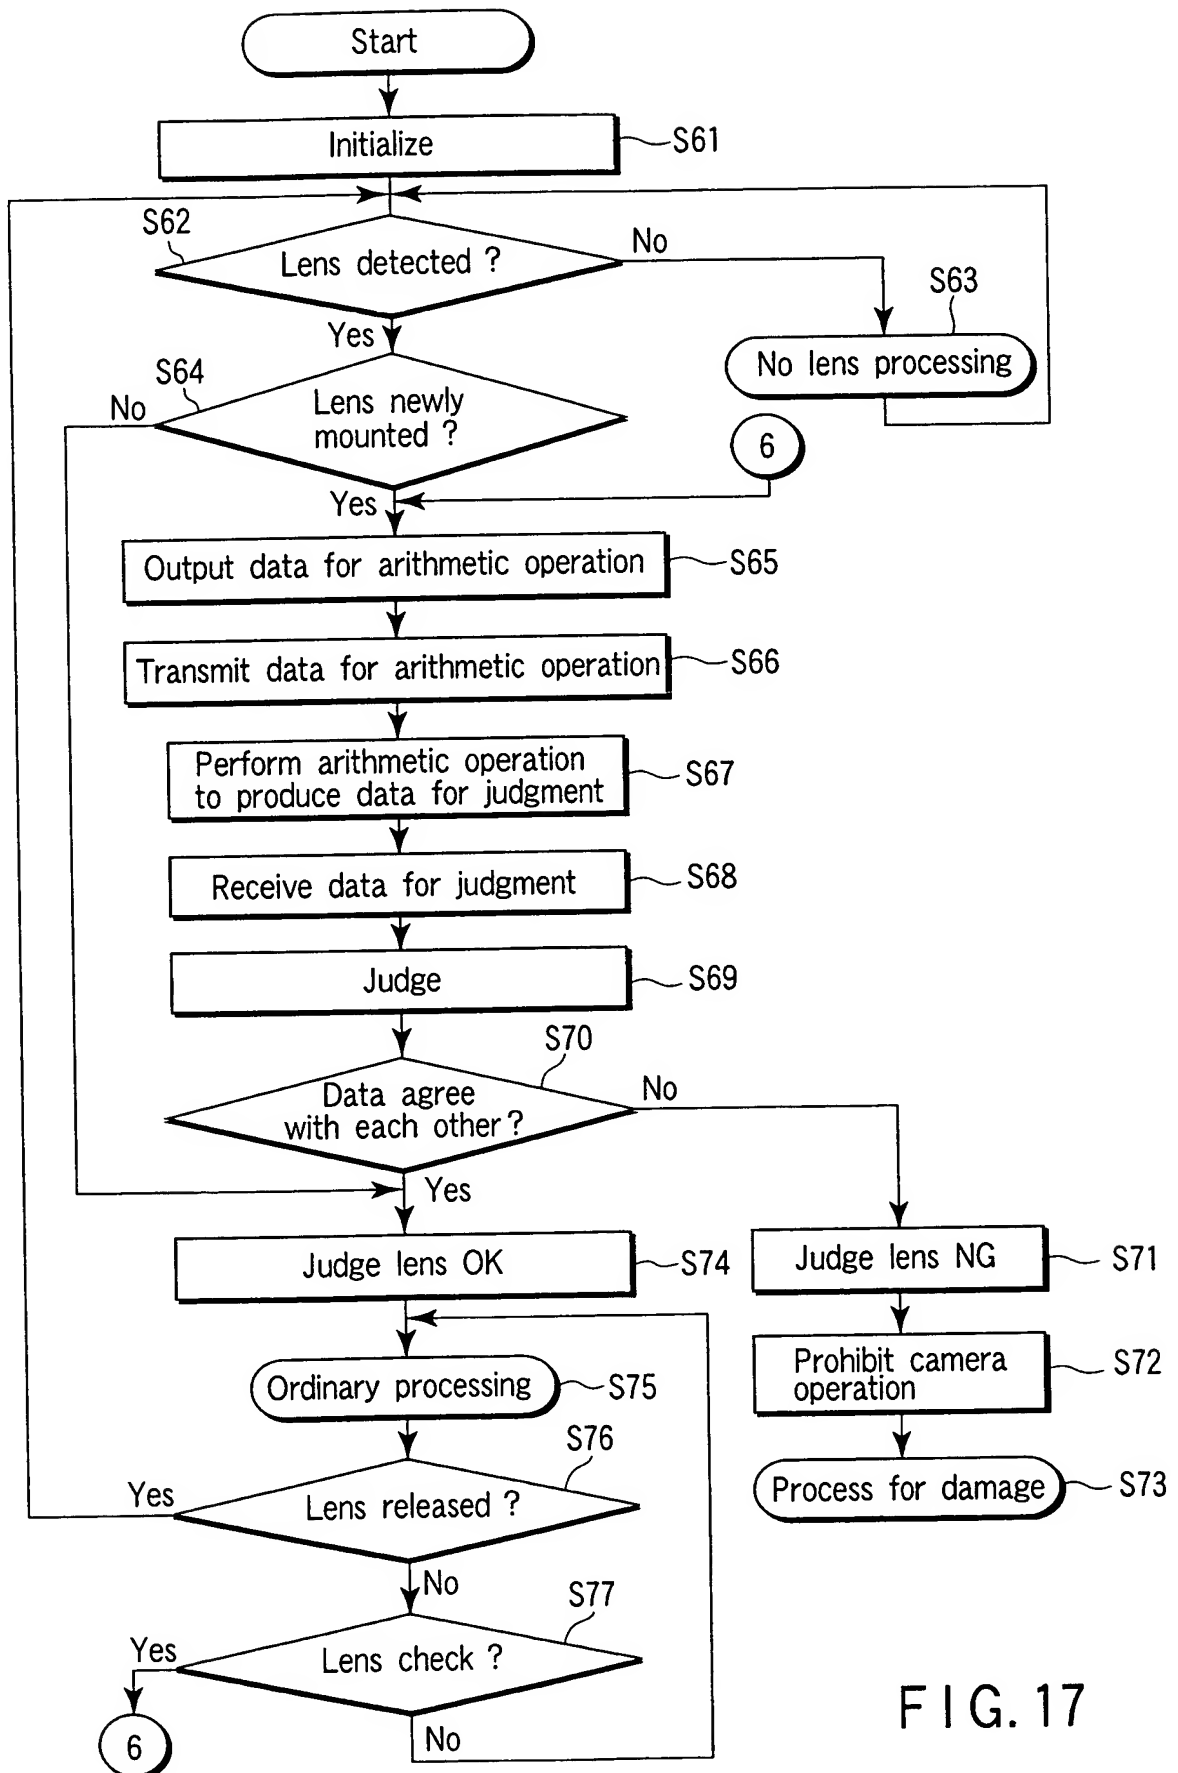 Start
Initialize
S61
S62
Lens detected ?
No
S63
No lens processing
Yes
S64
No
Lens newly
mounted ?
6
Yes
Output data for arithmetic operation
S65
Transmit data for arithmetic operation
S66
Perform arithmetic operation
to produce data for judgment
S67
Receive data for judgment
S68
Judge
S69
S70
Data agree
with each other ?
No
Yes
Judge lens OK
S74
Judge lens NG
S71
Prohibit camera
operation
S72
Ordinary processing
S75
Process for damage
S73
S76
Yes
Lens released ?
No
S77
Yes
Lens check ?
6
No
FIG. 17